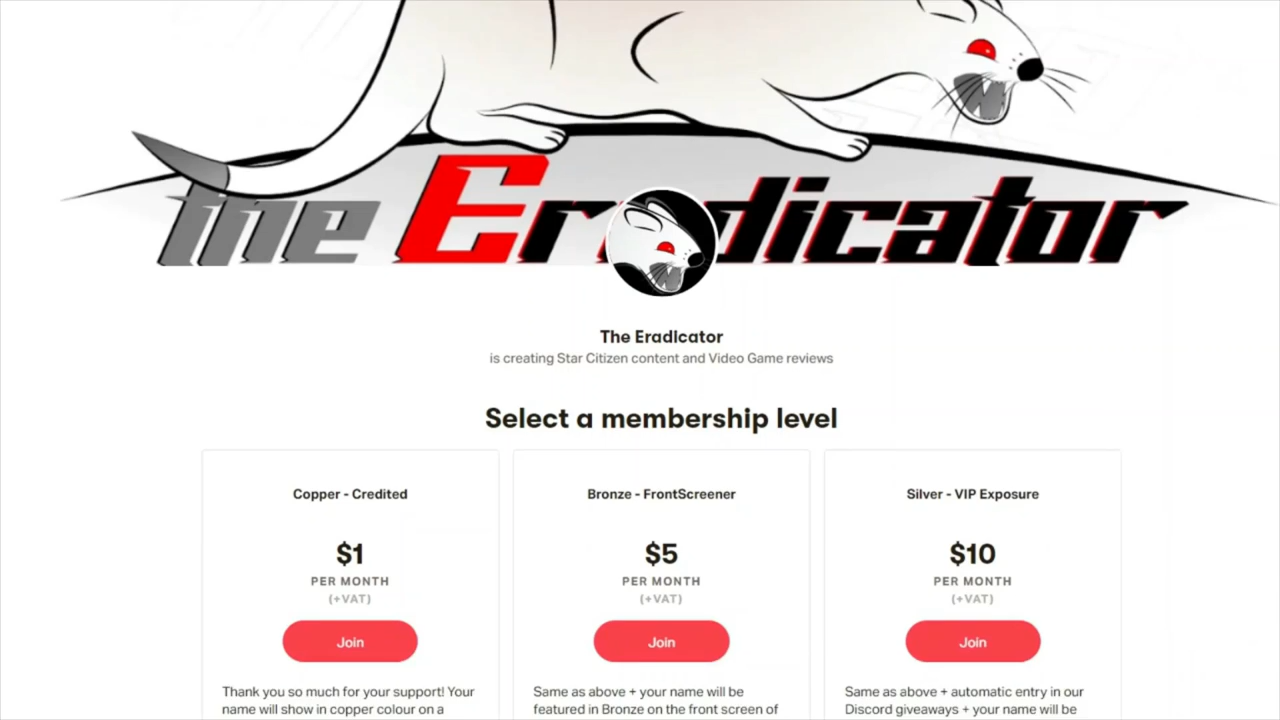 the Eradicator
The EradIcator
is creating Star Citizen content and Video Game reviews
Select a membership level
Copper - Credited
$1
PER MONTH
(+VAT)
Join
Thank you so much for your support! Your
name will show in copper colour on a
Bronze - FrontScreener
$5
PER MONTH
(+VAT)
Join
Same as above + your name will be
featured in Bronze on the front screen of
Silver - VIP Exposure
$10
PER MONTH
(+VAT)
Join
Same as above + automatic entry in our
Discord giveaways + your name will be